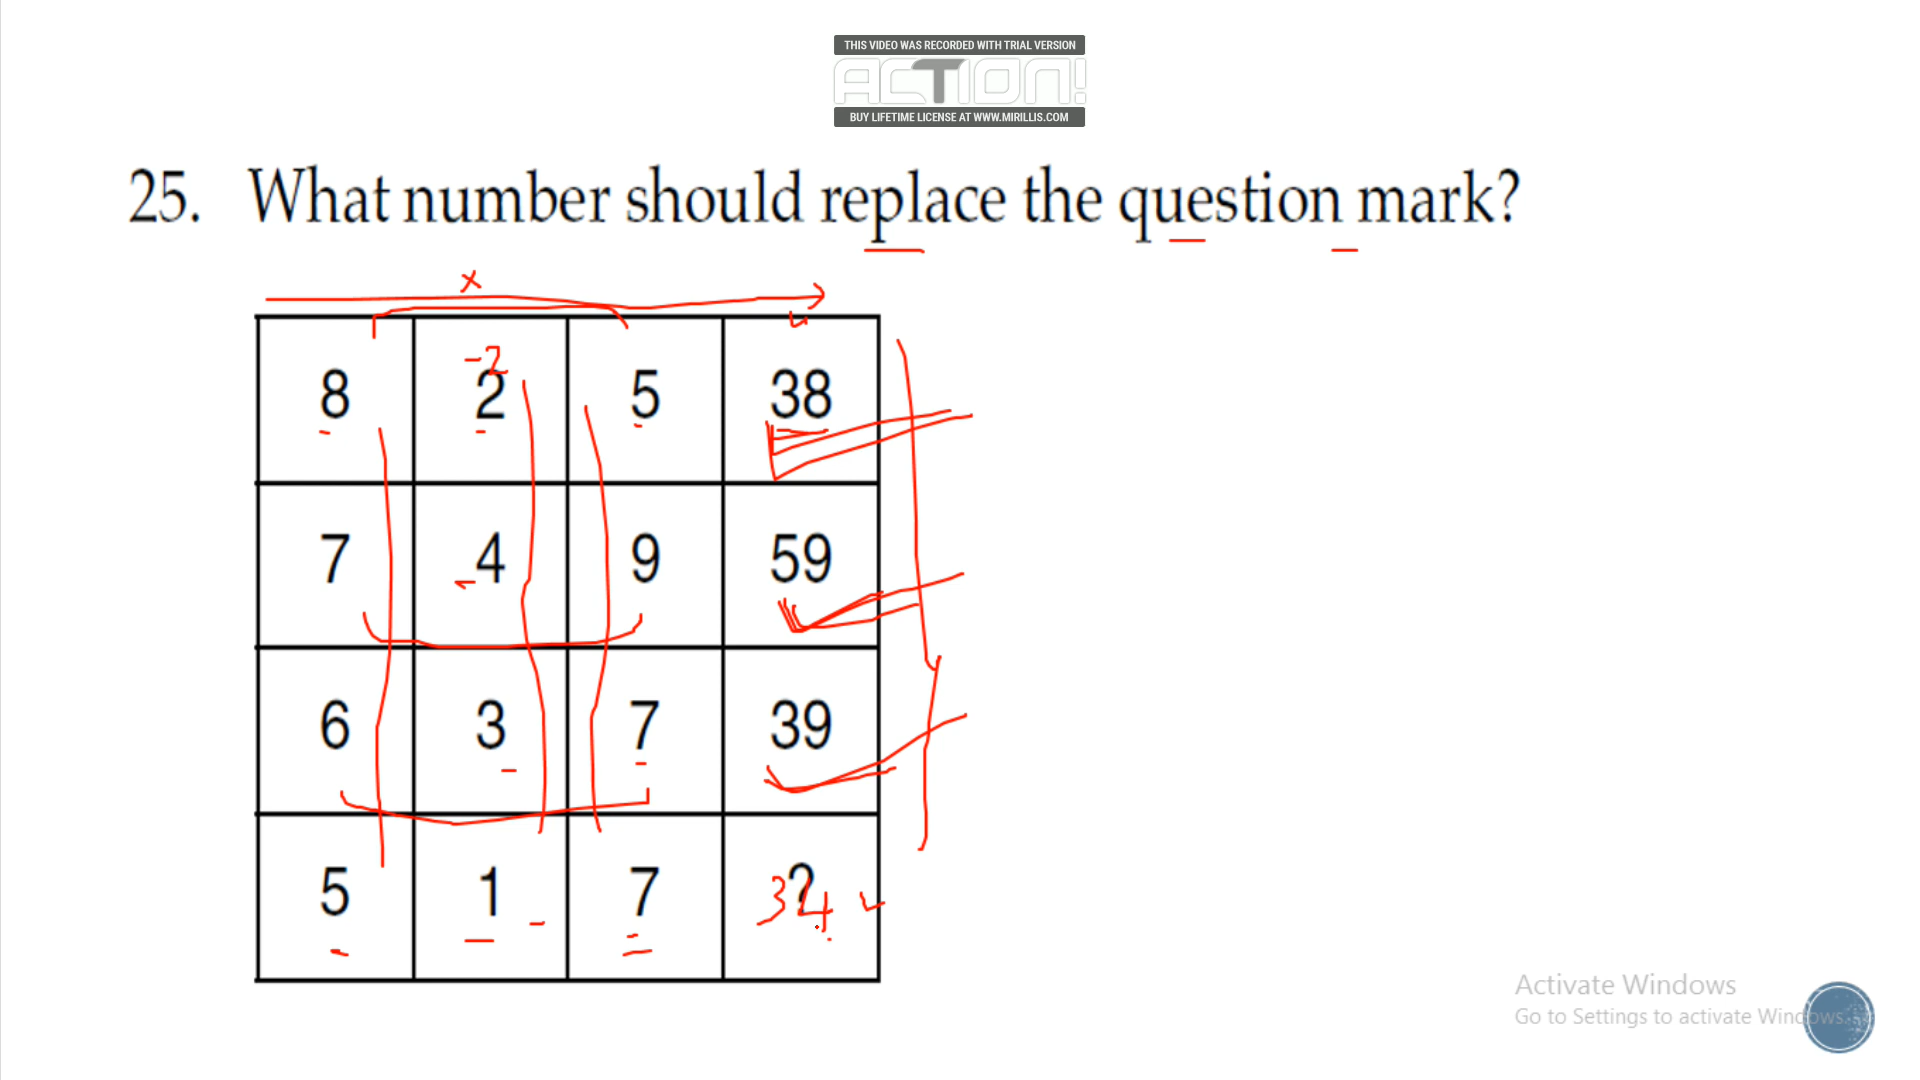 THIS VIDEO WAS RECORDED WITH TRIAL VERSION
ACTION!
BUY LIFETIME LICENSE AT WWW.MIRILLIS.COM
25. What number should replace the question mark?
x
-2
8 2 5 38
7 4 9 59
6 3 7 39
5 1 7 ?
34
Activate Windows
Go to Settings to activate Windows.